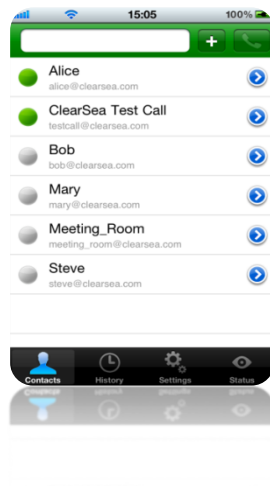 15:05 100%
+
Alice
alice@clearsea.com
ClearSea Test Call
testcall@clearsea.com
Bob
bob@clearsea.com
Mary
mary@clearsea.com
Meeting_Room
meeting_room@clearsea.com
Steve
steve@clearsea.com
Contacts History Settings Status